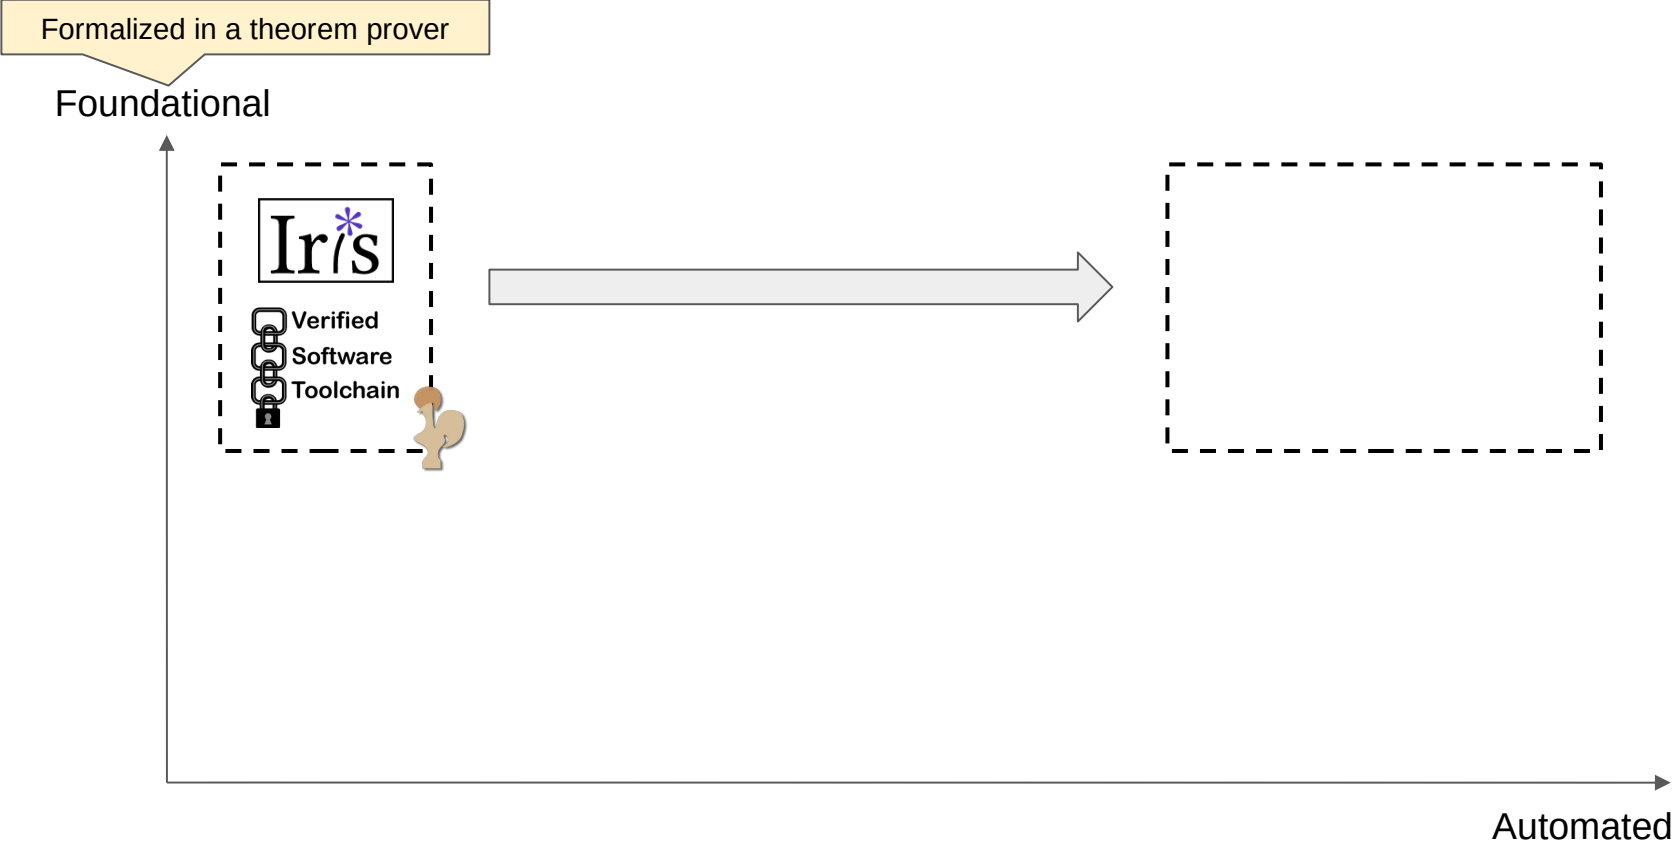 Formalized in a theorem prover
Foundational
Iris
Verified
Software
Toolchain
Automated